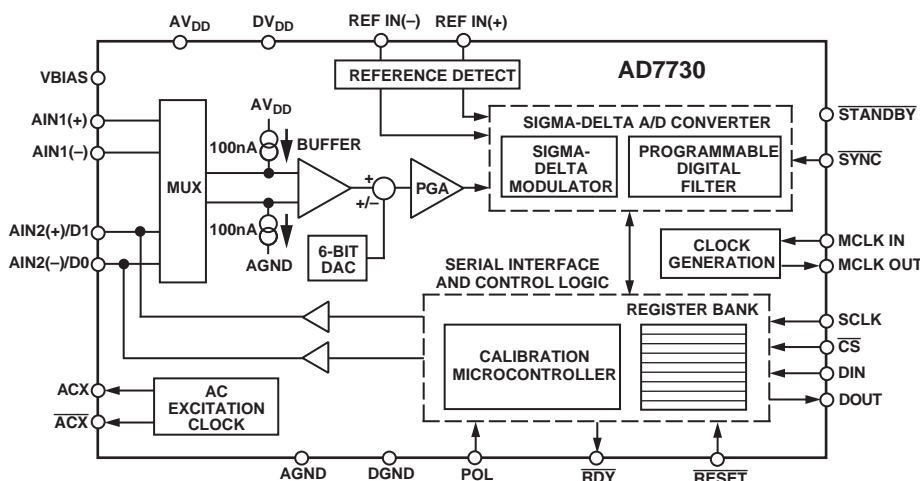 AVDD
DVDD
REF IN(–)
REF IN(+)
REFERENCE DETECT
AD7730
VBIAS
AIN1(+)
AIN1(–)
AIN2(+)/D1
AIN2(–)/D0
MUX
AVDD
100nA
BUFFER
100nA
AGND
+
+/–
6-BIT
DAC
PGA
SIGMA-DELTA A/D CONVERTER
SIGMA-
DELTA
MODULATOR
PROGRAMMABLE
DIGITAL
FILTER
STANDBY
SYNC
CLOCK
GENERATION
MCLK IN
MCLK OUT
SERIAL INTERFACE
AND CONTROL LOGIC
REGISTER BANK
CALIBRATION
MICROCONTROLLER
SCLK
CS
DIN
DOUT
ACX
ACX
AC
EXCITATION
CLOCK
AGND
DGND
POL
RDY
RESET